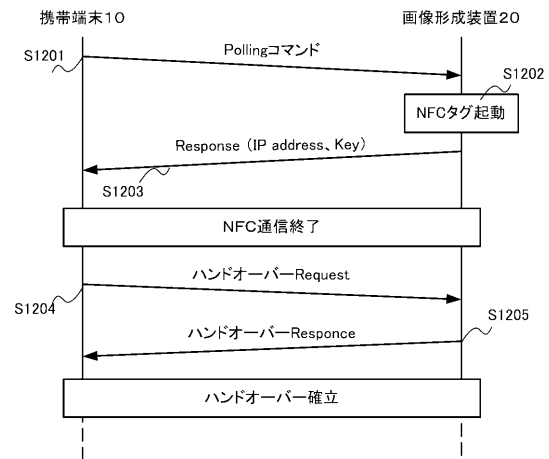 携帯端末10
画像形成装置20
S1201
Pollingコマンド
S1202
NFCタグ起動
Response (IP address、Key)
S1203
NFC通信終了
ハンドオーバーRequest
S1204
ハンドオーバーResponce
S1205
ハンドオーバー確立